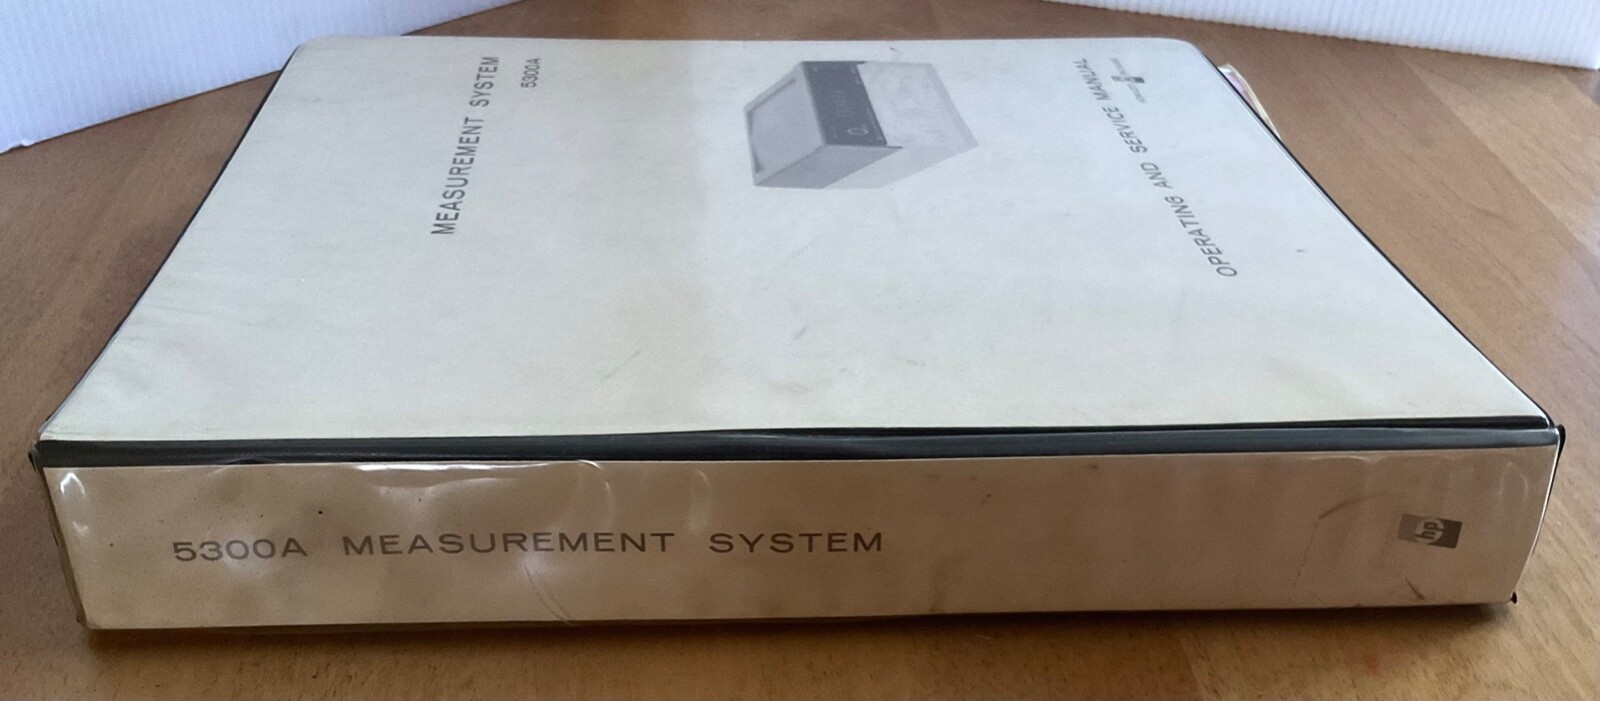 MEASUREMENT SYSTEM
5300A
OPERATING AND SERVICE MANUAL
5300A MEASUREMENT SYSTEM
hp